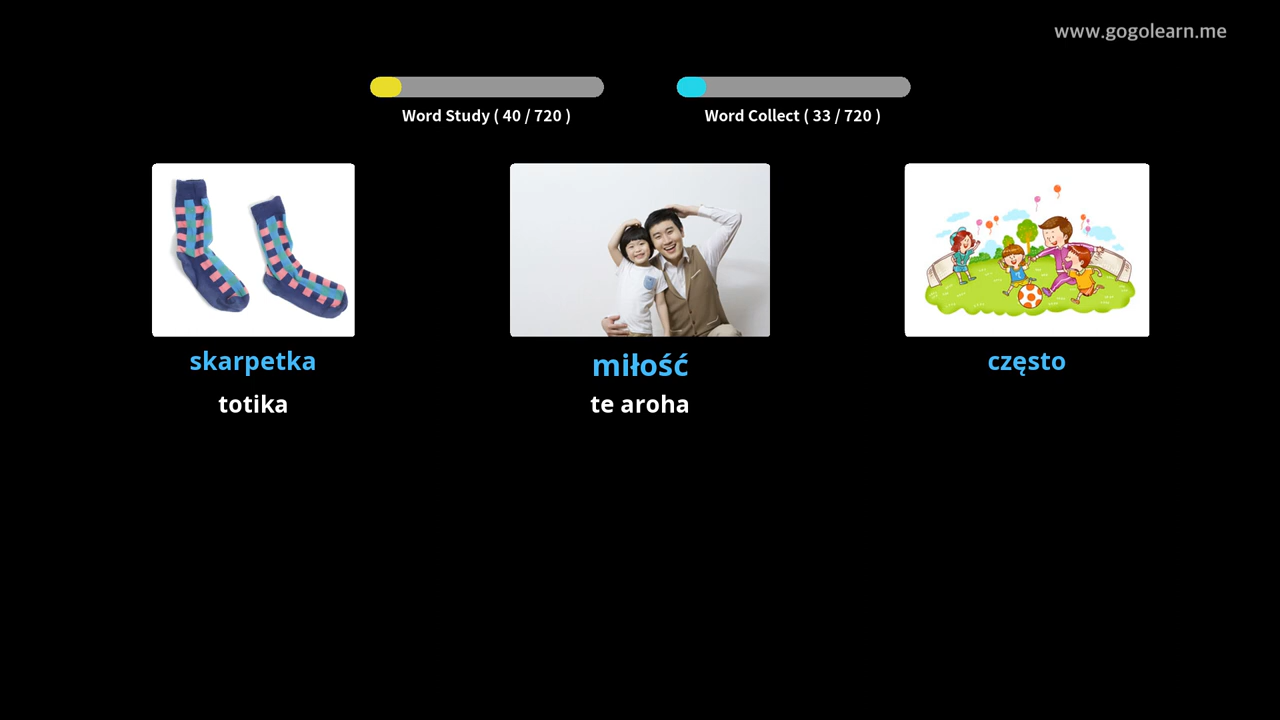 www.gogolearn.me
Word Study ( 40 / 720 )
Word Collect ( 33 / 720 )
skarpetka
miłość
często
totika
te aroha